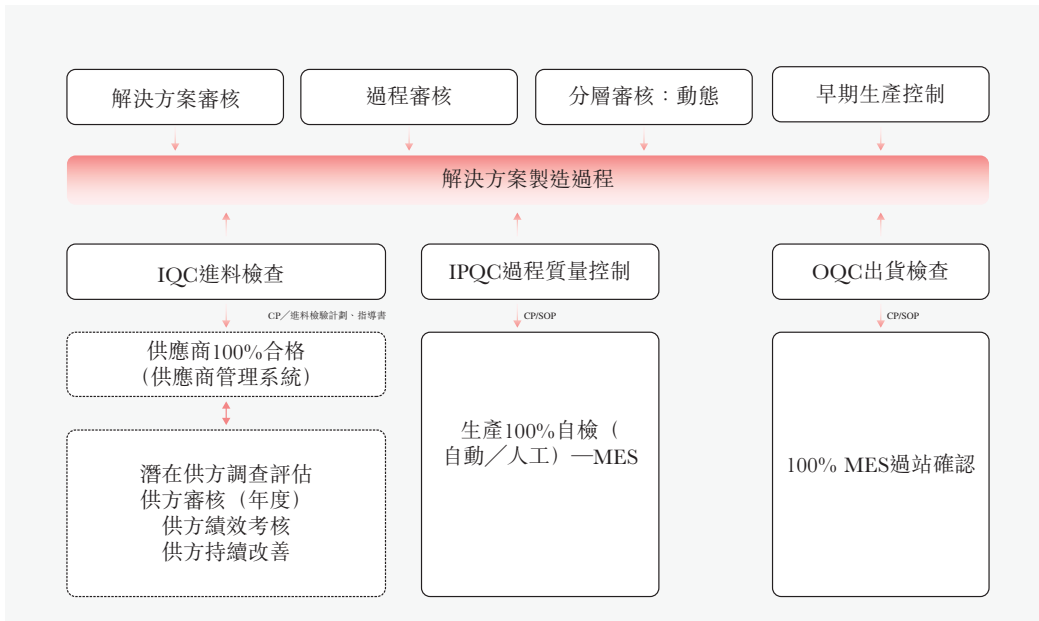 解決方案審核
過程審核
分層審核：動態
早期生產控制
解決方案製造過程
IQC進料檢查
IPQC過程質量控制
OQC出貨檢查
CP／進料檢驗計劃、指導書
CP/SOP
CP/SOP
供應商100%合格
（供應商管理系統）
潛在供方調查評估
供方審核（年度）
供方績效考核
供方持續改善
生產100%自檢（
自動／人工）—MES
100% MES過站確認